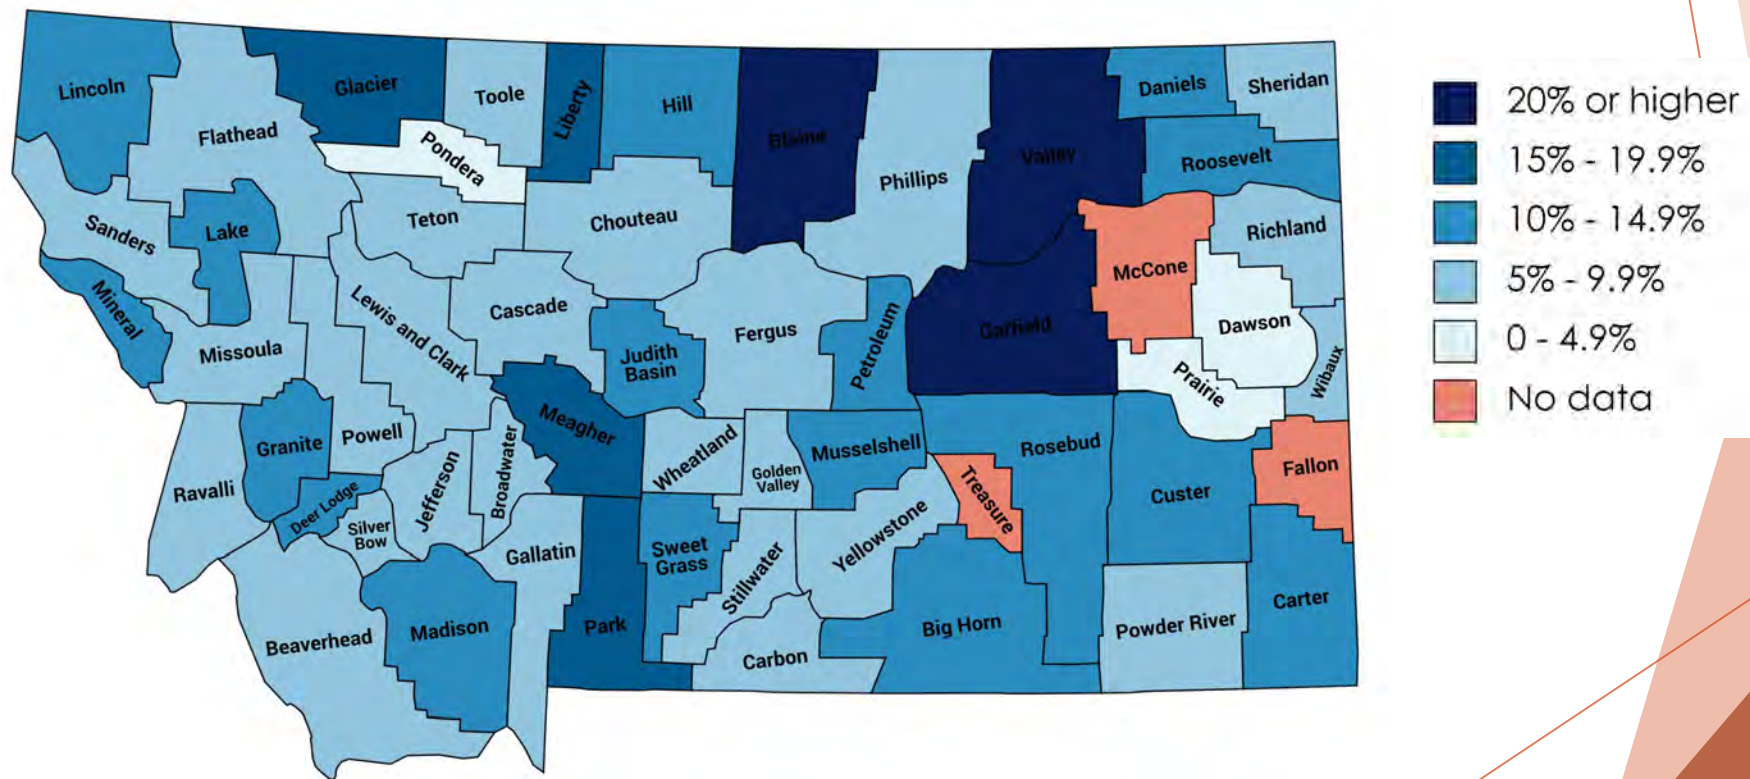 Lincoln
Flathead
Glacier
Toole
Liberty
Hill
Blaine
Phillips
Valley
Daniels
Sheridan
Roosevelt
Pondera
Teton
Chouteau
Sanders
Lake
Mineral
Missoula
Lewis and Clark
Cascade
Judith
Basin
Fergus
Petroleum
Garfield
McCone
Richland
Dawson
Prairie
Wibaux
Granite
Powell
Ravalli
Deer Lodge
Silver
Bow
Jefferson
Broadwater
Meagher
Wheatland
Golden
Valley
Musselshell
Rosebud
Treasure
Custer
Fallon
Beaverhead
Madison
Gallatin
Park
Sweet
Grass
Stillwater
Yellowstone
Carbon
Big Horn
Powder River
Carter
20% or higher
15% - 19.9%
10% - 14.9%
5% - 9.9%
0 - 4.9%
No data